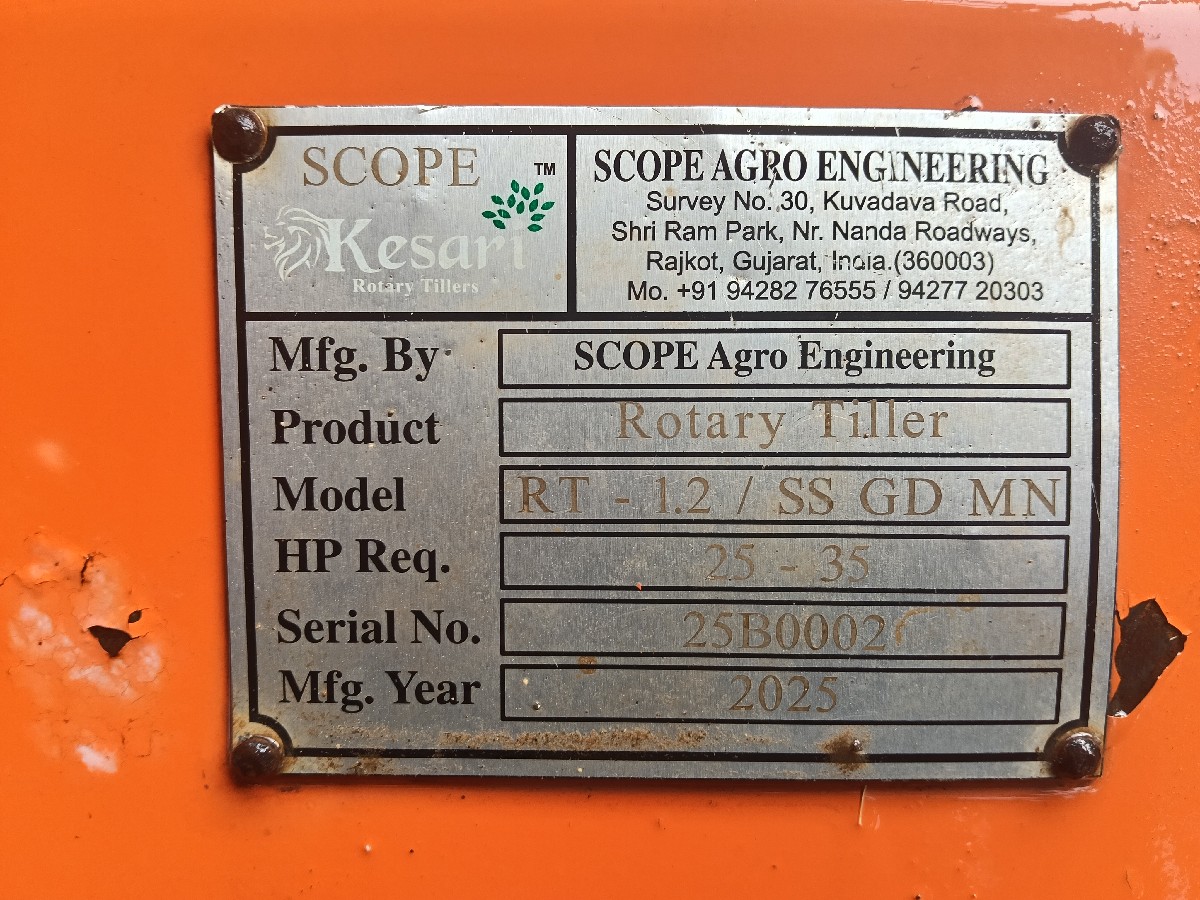 SCOPE
TM
Kesari
Rotary Tillers
SCOPE AGRO ENGINEERING
Survey No. 30, Kuvadava Road,
Shri Ram Park, Nr. Nanda Roadways,
Rajkot, Gujarat, India.(360003)
Mo. +91 94282 76555 / 94277 20303
Mfg. By SCOPE Agro Engineering
Product Rotary Tiller
Model RT - 1.2 / SS GD MN
HP Req. 25 - 35
Serial No. 25B0002
Mfg. Year 2025